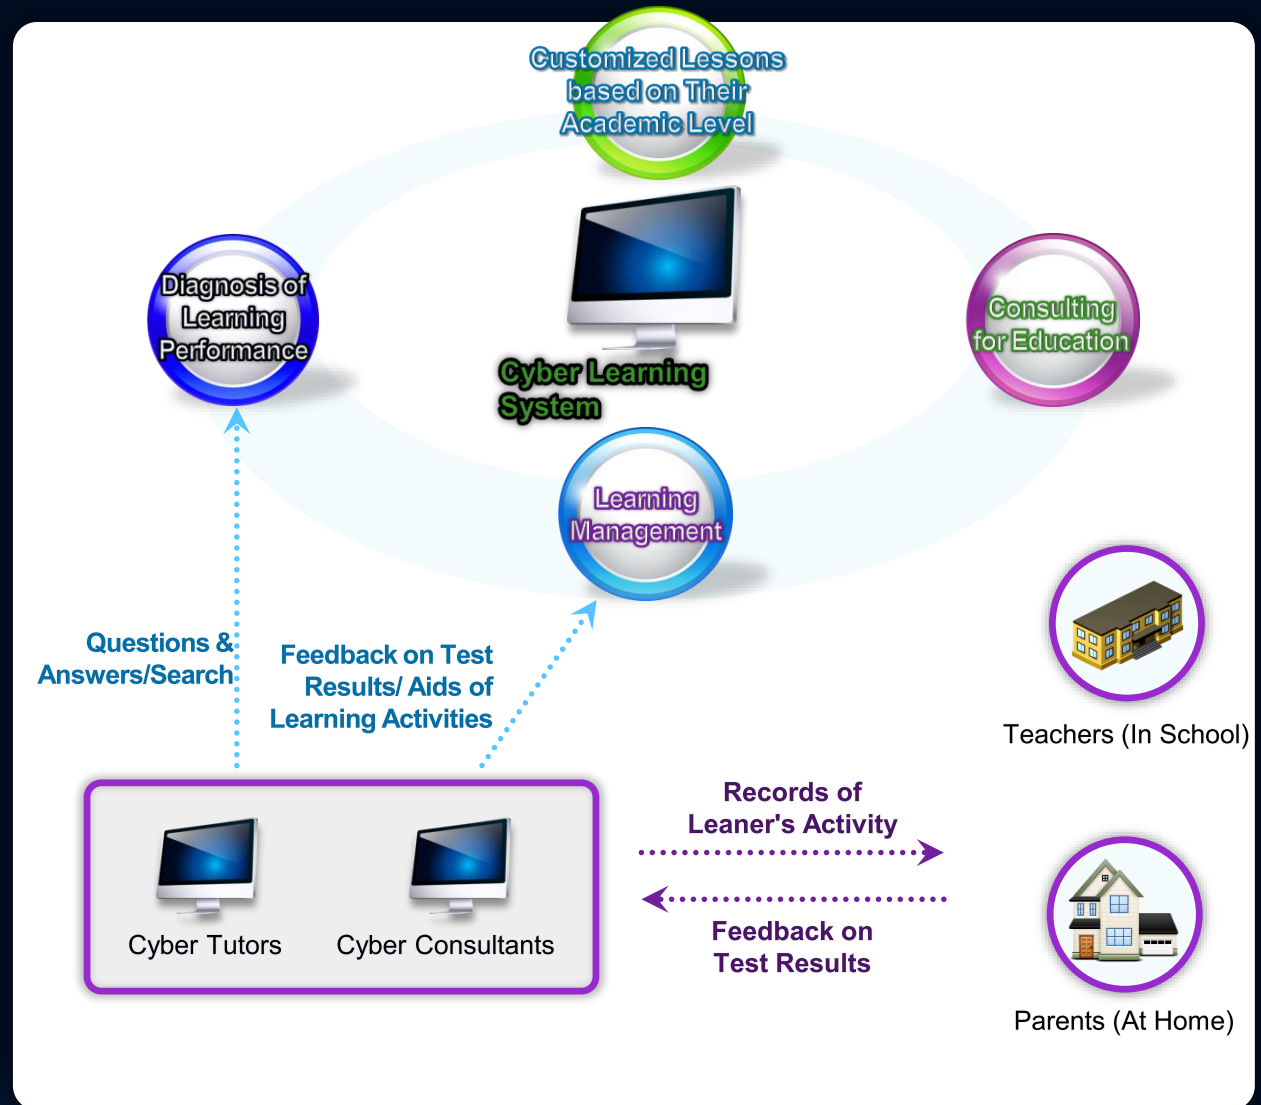 Customized Lessons
based on Their
Academic Level
Diagnosis of
Learning
Performance
Consulting
for Education
Cyber Learning
System
Learning
Management
Questions &
Answers/Search
Feedback on Test
Results/ Aids of
Learning Activities
Teachers (In School)
Records of
Leaner's Activity
Feedback on
Test Results
Cyber Tutors
Cyber Consultants
Parents (At Home)